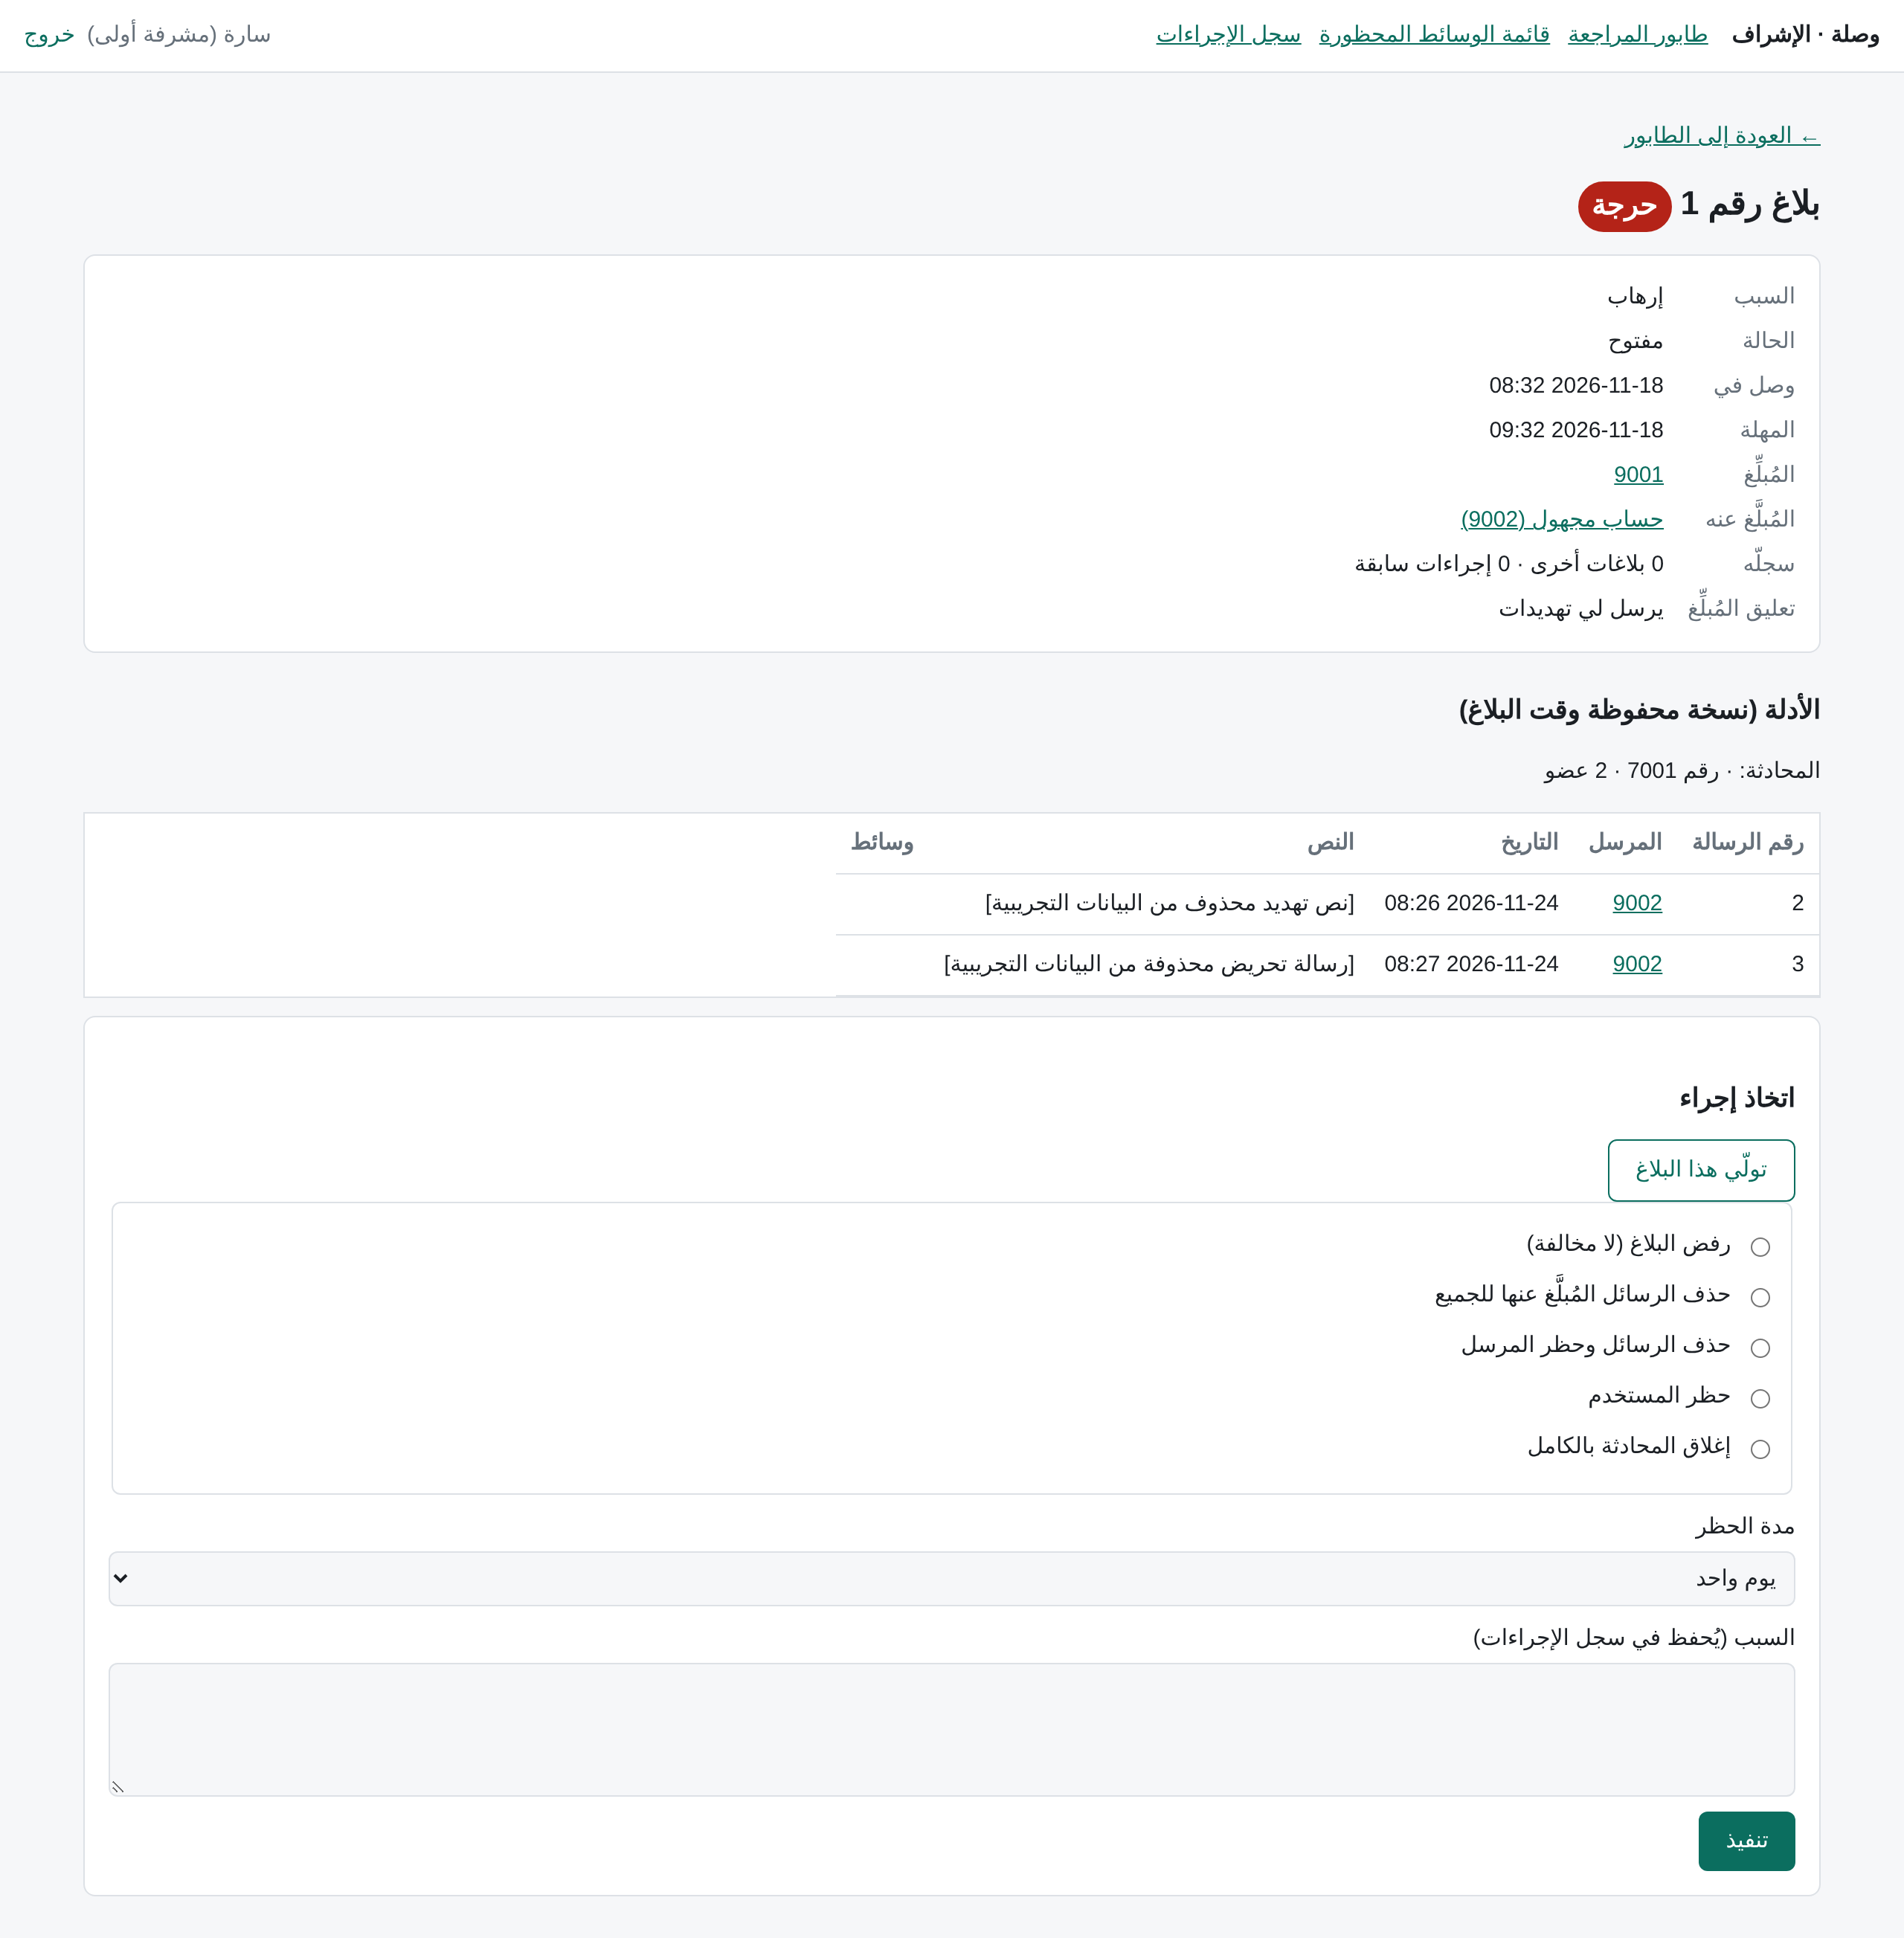 وصلة · الإشراف طابور المراجعة قائمة الوسائط المحظورة سجل الإجراءات سارة (مشرفة أولى) خروج
← العودة إلى الطابور
بلاغ رقم 1 حرجة
السبب إرهاب
الحالة مفتوح
وصل في 2026-11-18 08:32
المهلة 2026-11-18 09:32
المُبلِّغ 9001
المُبلَّغ عنه حساب مجهول (9002)
سجلّه 0 بلاغات أخرى · 0 إجراءات سابقة
تعليق المُبلِّغ يرسل لي تهديدات
الأدلة (نسخة محفوظة وقت البلاغ)
المحادثة: · رقم 7001 · 2 عضو
رقم الرسالة المرسل التاريخ النص وسائط
2 9002 2026-11-24 08:26 [نص تهديد محذوف من البيانات التجريبية]
3 9002 2026-11-24 08:27 [رسالة تحريض محذوفة من البيانات التجريبية]
اتخاذ إجراء
تولّي هذا البلاغ
رفض البلاغ (لا مخالفة)
حذف الرسائل المُبلَّغ عنها للجميع
حذف الرسائل وحظر المرسل
حظر المستخدم
إغلاق المحادثة بالكامل
مدة الحظر
يوم واحد
السبب (يُحفظ في سجل الإجراءات)
تنفيذ